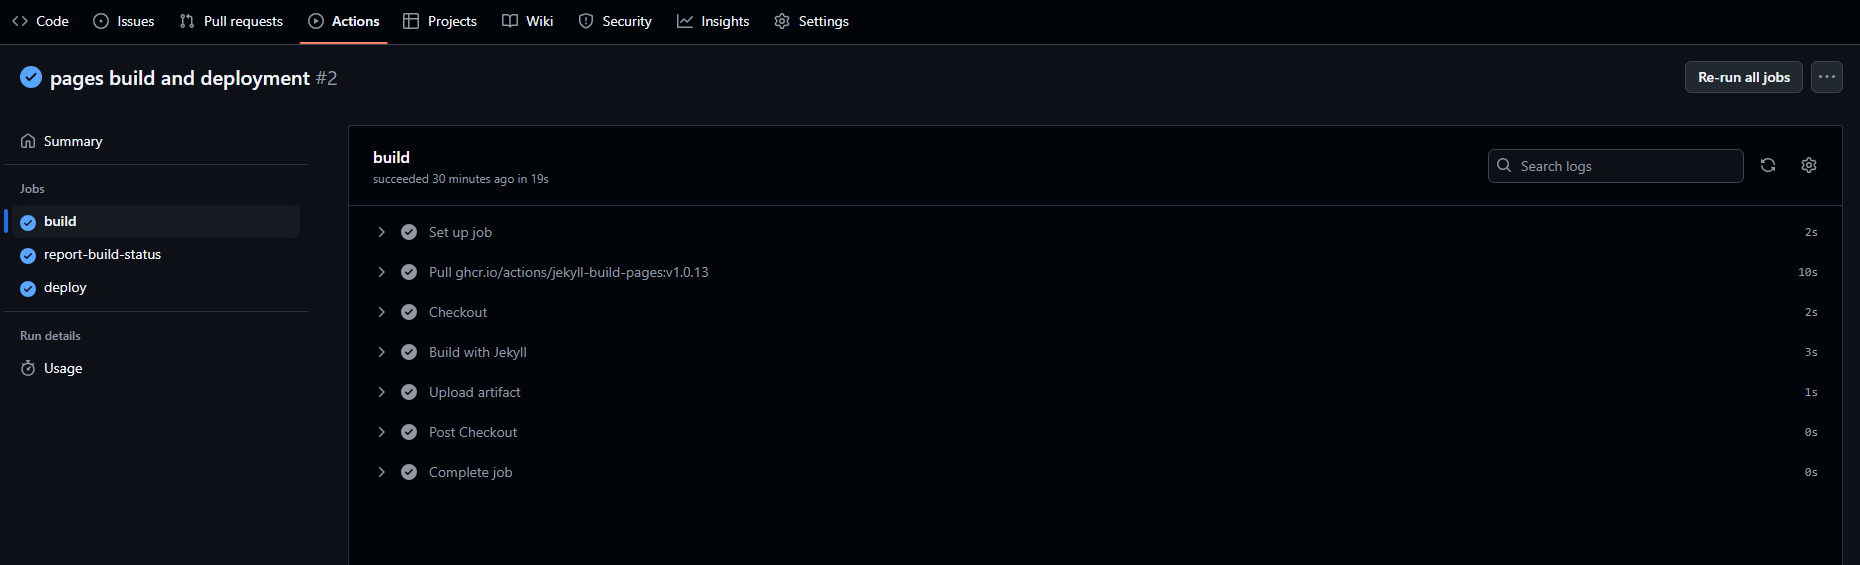 Code Issues Pull requests Actions Projects Wiki Security Insights Settings
pages build and deployment #2
Re-run all jobs
Summary
Jobs
build
report-build-status
deploy
Run details
Usage
build
succeeded 30 minutes ago in 19s
Search logs
Set up job 2s
Pull ghcr.io/actions/jekyll-build-pages:v1.0.13 10s
Checkout 2s
Build with Jekyll 3s
Upload artifact 1s
Post Checkout 0s
Complete job 0s